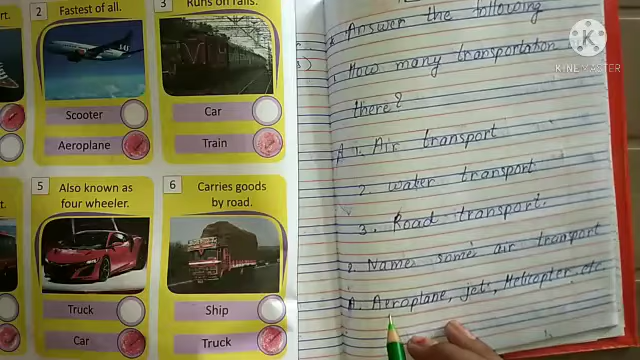 rt.
2 Fastest of all.
Scooter
Aeroplane
3 Runs on rails.
Car
Train
t.
5 Also known as
four wheeler.
Truck
Car
6 Carries goods
by road.
Ship
Truck
Answer the following
1. How many transportation
there?
A 1. Air transport
2. water transport
3. Road transport.
2. Name some air transport
A. Aeroplane, jet, Helicopter etc
K
KINEMASTER